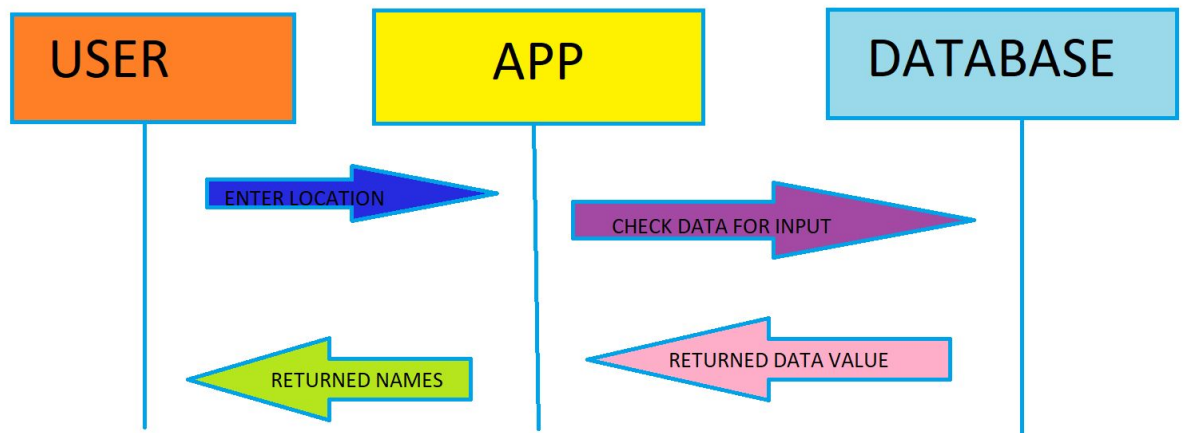 USER
APP
DATABASE
ENTER LOCATION
CHECK DATA FOR INPUT
RETURNED DATA VALUE
RETURNED NAMES